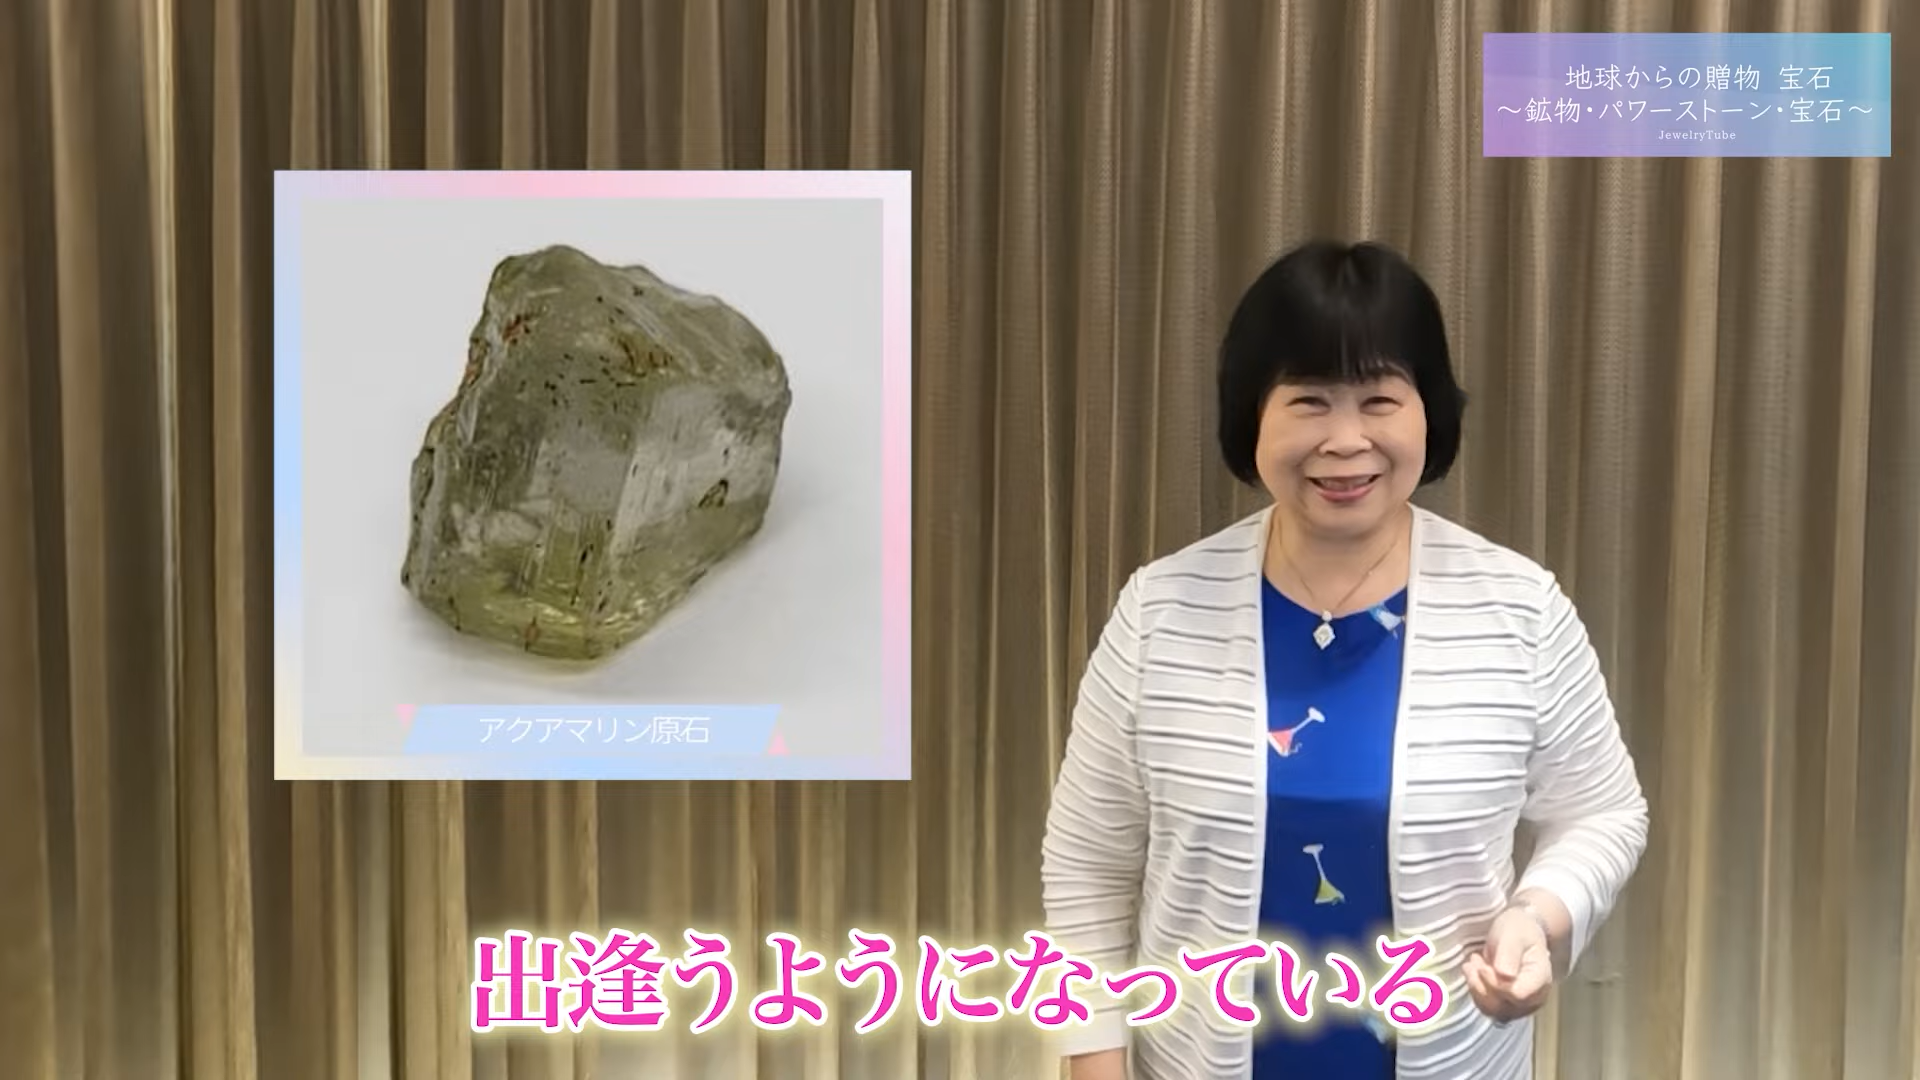 地球からの贈物 宝石
～鉱物・パワーストーン・宝石～
JewelryTube
アクアマリン原石
出逢うようになっている